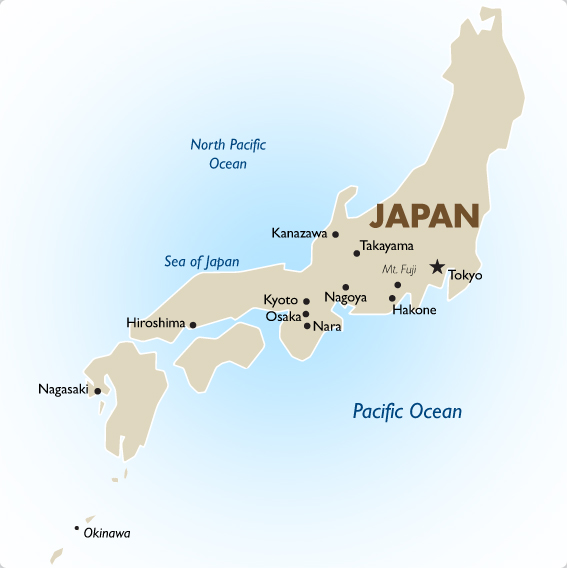 North Pacific
Ocean
JAPAN
Kanazawa
Takayama
Sea of Japan
Mt. Fuji
Tokyo
Kyoto
Nagoya
Hakone
Osaka
Hiroshima
Nara
Nagasaki
Pacific Ocean
Okinawa